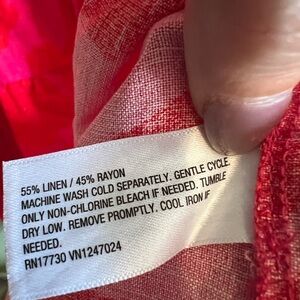 55% LINEN / 45% RAYON
MACHINE WASH COLD SEPARATELY. GENTLE CYCLE.
ONLY NON-CHLORINE BLEACH IF NEEDED. TUMBLE
DRY LOW. REMOVE PROMPTLY. COOL IRON IF
NEEDED.
RN17730 VN1247024